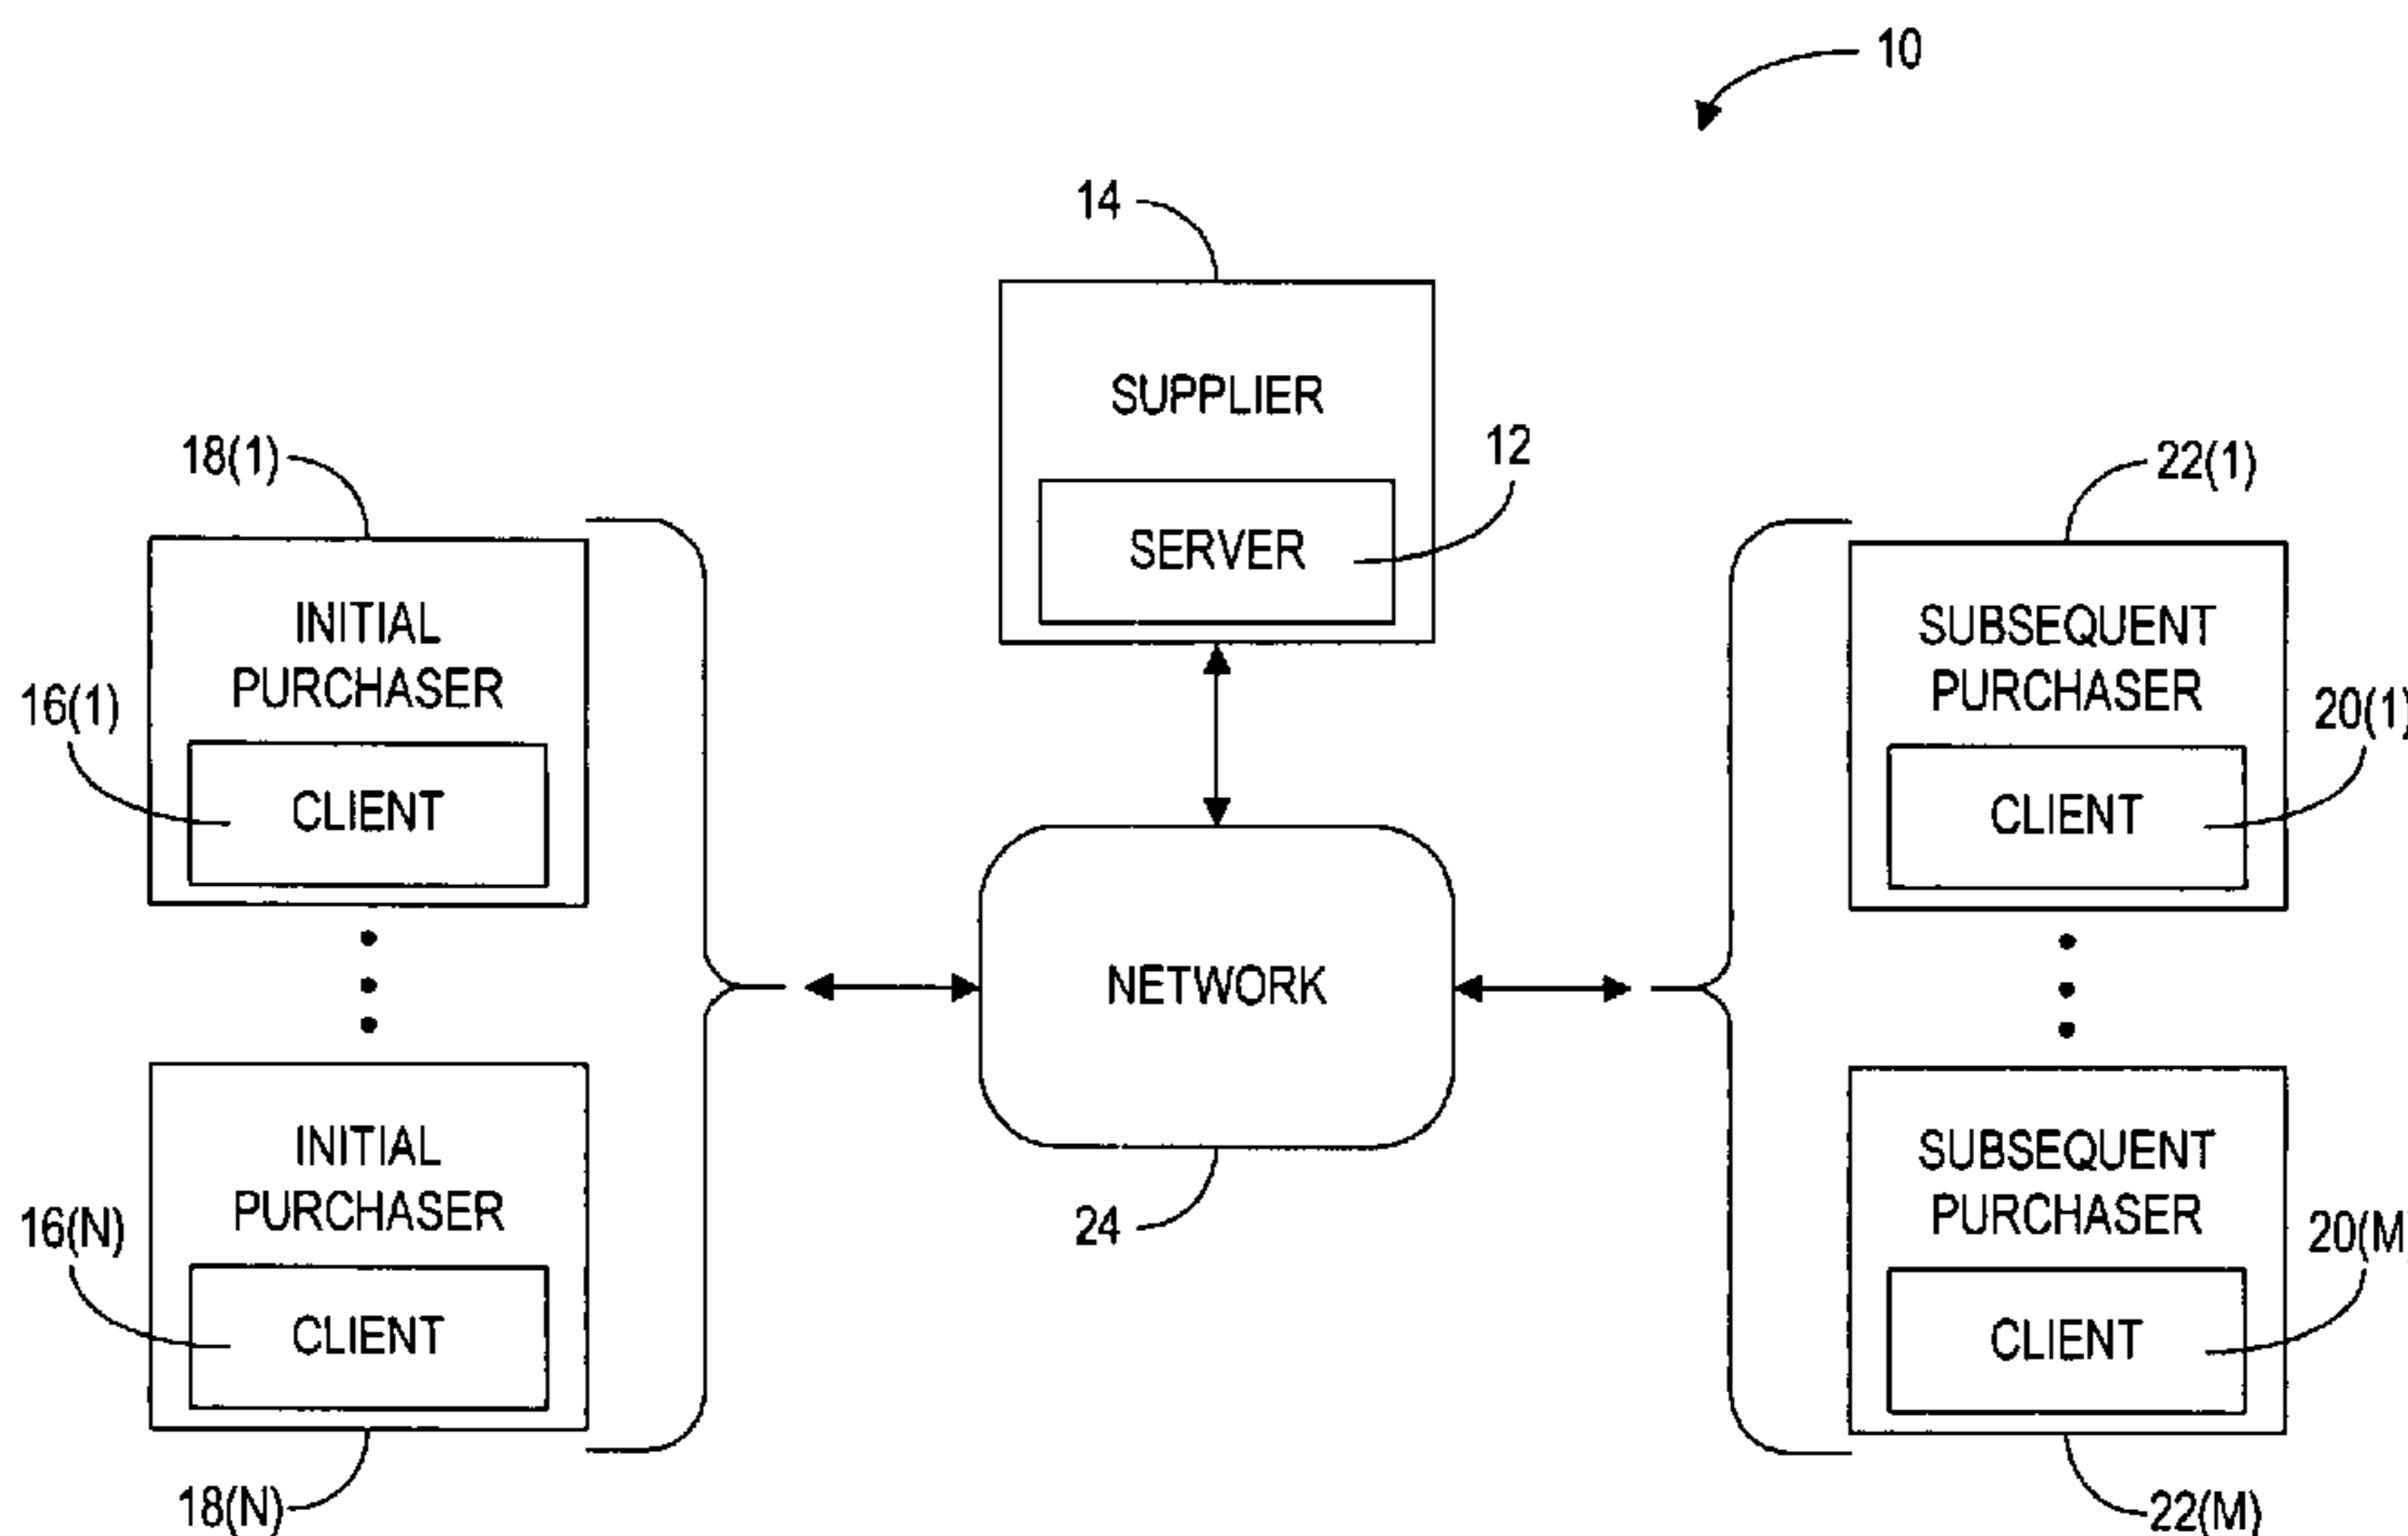 10
14
SUPPLIER
12
SERVER
18(1)
INITIAL
PURCHASER
16(1)
CLIENT
22(1)
SUBSEQUENT
PURCHASER
20(1)
CLIENT
NETWORK
24
INITIAL
PURCHASER
16(N)
CLIENT
18(N)
SUBSEQUENT
PURCHASER
20(M
CLIENT
22(M)